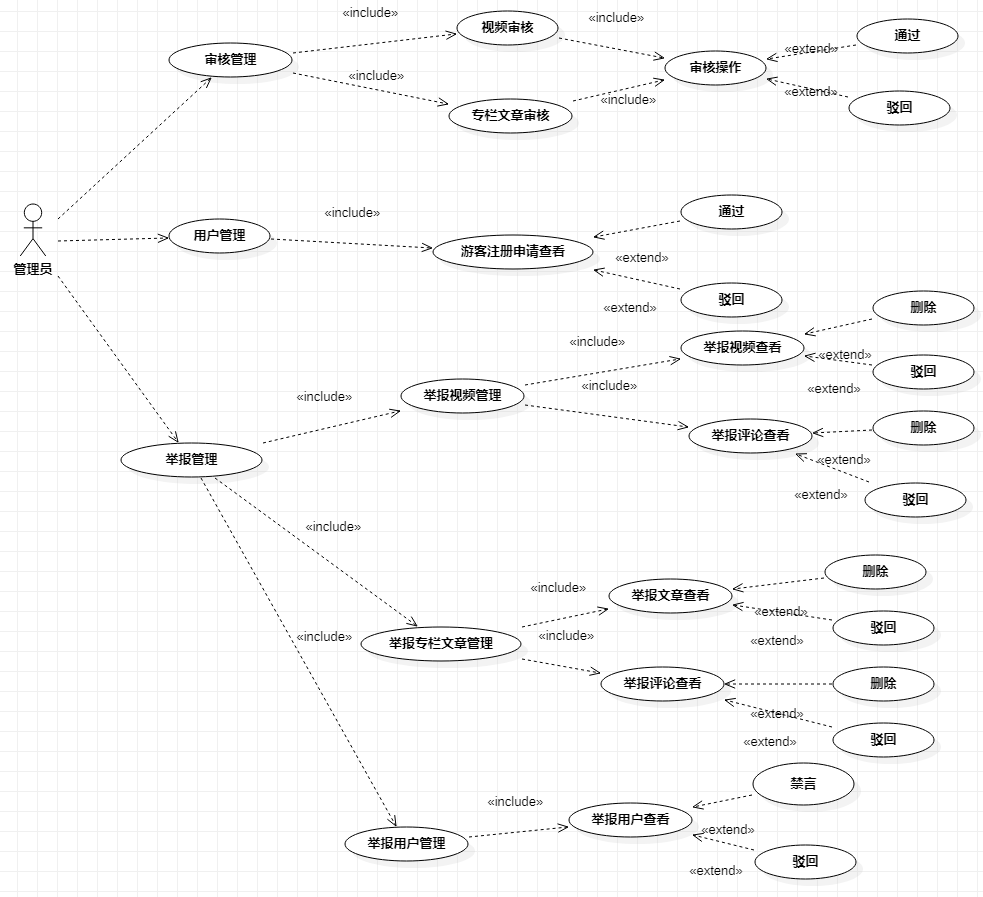 «include»
视频审核
«include»
通过
审核管理
«extend»
«include»
审核操作
«extend»
«include»
专栏文章审核
驳回
管理员
«include»
用户管理
通过
游客注册申请查看
«extend»
驳回
«extend»
删除
«include»
举报视频查看
«extend»
驳回
«include»
举报视频管理
«include»
«extend»
删除
举报评论查看
«extend»
举报管理
«extend»
驳回
«include»
删除
«include»
举报文章查看
«extend»
驳回
«include»
«include»
举报专栏文章管理
«extend»
删除
举报评论查看
«extend»
驳回
«extend»
禁言
«include»
举报用户查看
«extend»
举报用户管理
驳回
«extend»